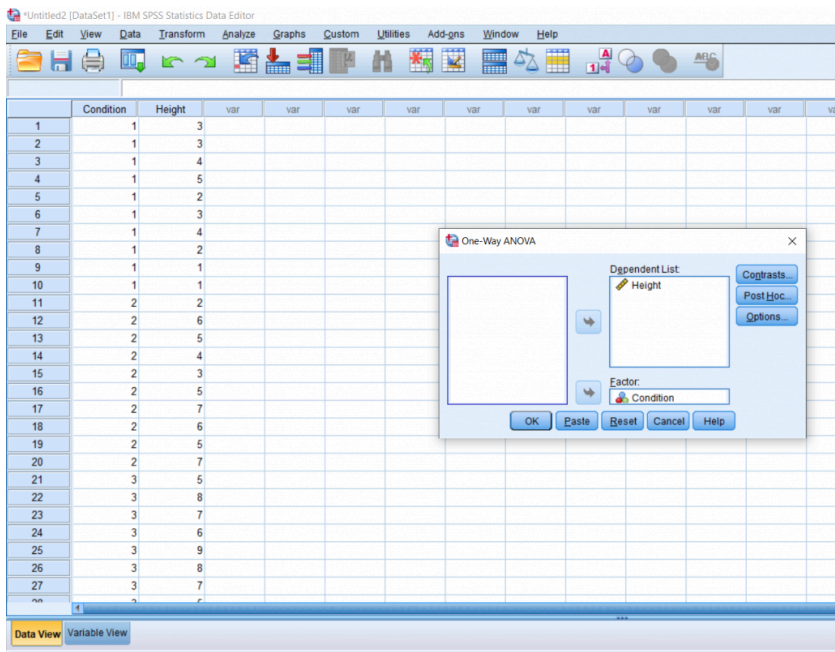 *Untitled2 [DataSet1] - IBM SPSS Statistics Data Editor
File Edit View Data Transform Analyze Graphs Custom Utilities Add-ons Window Help
Condition Height var var var var var var var var var var
1 1 3
2 1 3
3 1 4
4 1 5
5 1 2
6 1 3
7 1 4
8 1 2
9 1 1
10 1 1
11 2 2
12 2 6
13 2 5
14 2 4
15 2 3
16 2 5
17 2 7
18 2 6
19 2 5
20 2 7
21 3 5
22 3 8
23 3 7
24 3 6
25 3 9
26 3 8
27 3 7
One-Way ANOVA
Dependent List:
Height
Contrasts...
Post Hoc...
Options...
Factor:
Condition
OK Paste Reset Cancel Help
Data View Variable View